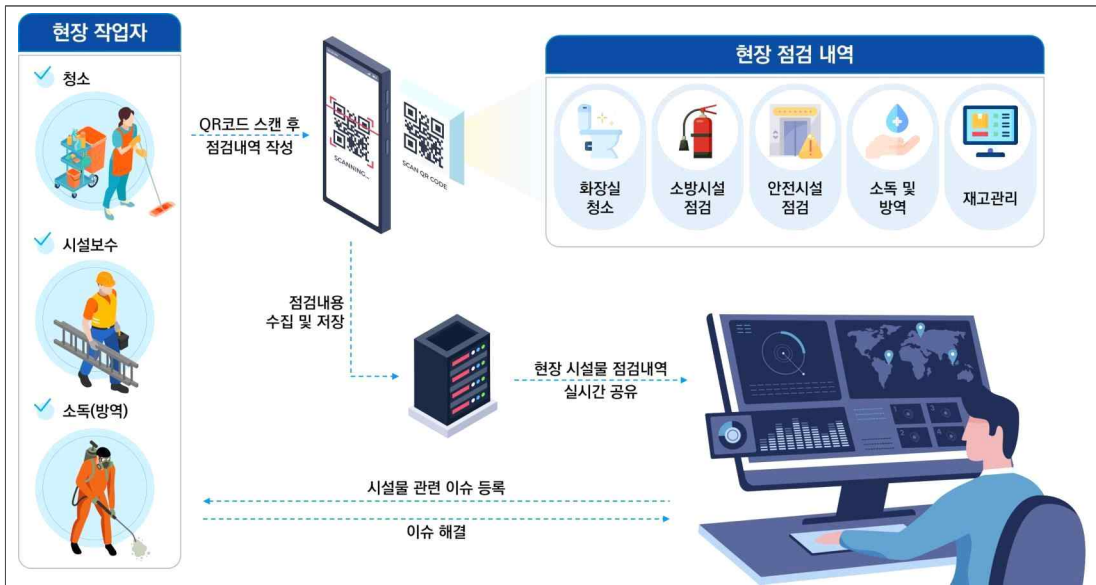 현장 작업자
청소
시설보수
소독(방역)
QR코드 스캔 후
점검내역 작성
SCANNING...
SCAN QR CODE
현장 점검 내역
화장실
청소
소방시설
점검
안전시설
점검
소독 및
방역
재고관리
점검내용
수집 및 저장
현장 시설물 점검내역
실시간 공유
시설물 관련 이슈 등록
이슈 해결